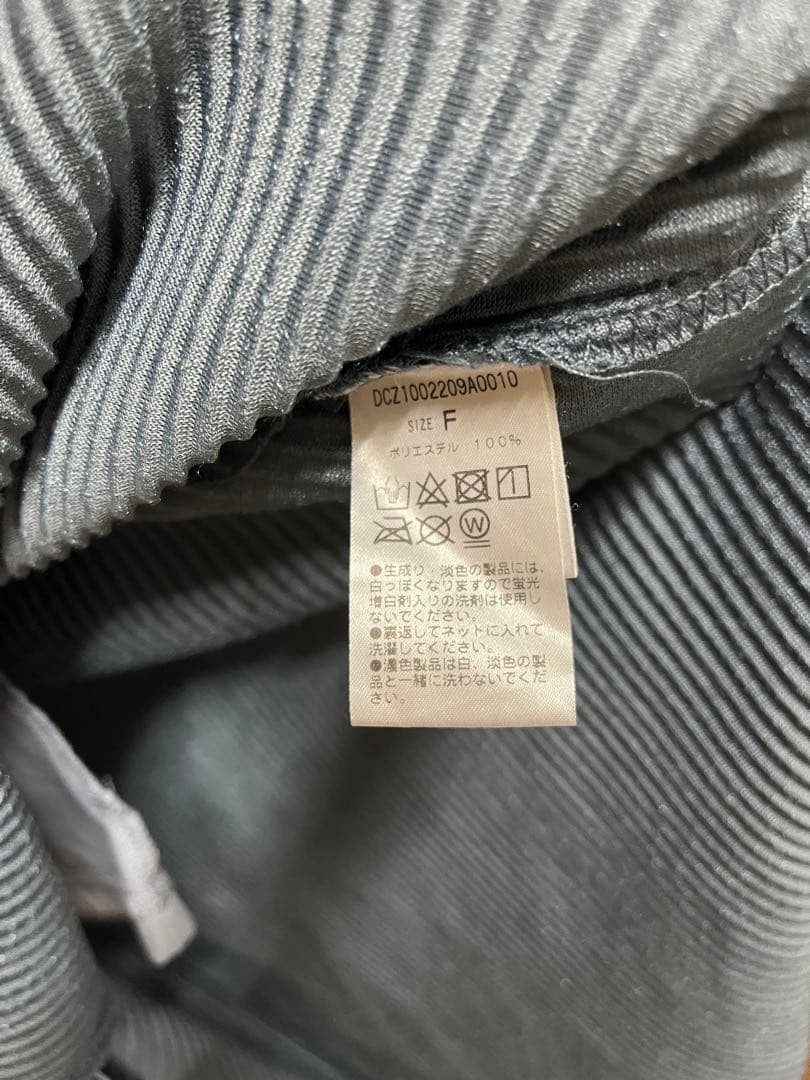 DCZ1002209A0010
SIZE F
ポリエステル 100%
W
●生成り・淡色の製品には、
白っぽくなりますので蛍光
増白剤入りの洗剤は使用し
ないでください。
●裏返してネットに入れて
洗濯してください。
●濃色製品は白、淡色の製
品と一緒に洗わないでくだ
さい。